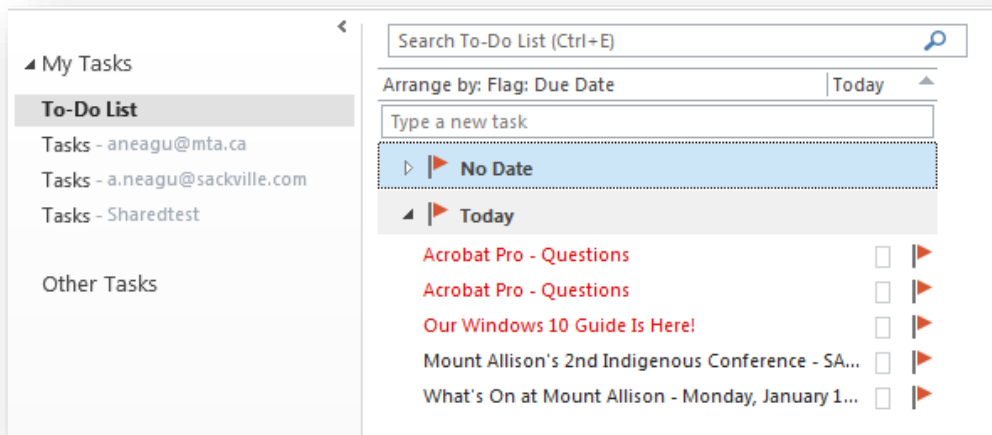 My Tasks
To-Do List
Tasks - aneagu@mta.ca
Tasks - a.neagu@sackville.com
Tasks - Sharedtest
Other Tasks
Search To-Do List (Ctrl+E)
Arrange by: Flag: Due Date Today
Type a new task
No Date
Today
Acrobat Pro - Questions
Acrobat Pro - Questions
Our Windows 10 Guide Is Here!
Mount Allison's 2nd Indigenous Conference - SA...
What's On at Mount Allison - Monday, January 1...